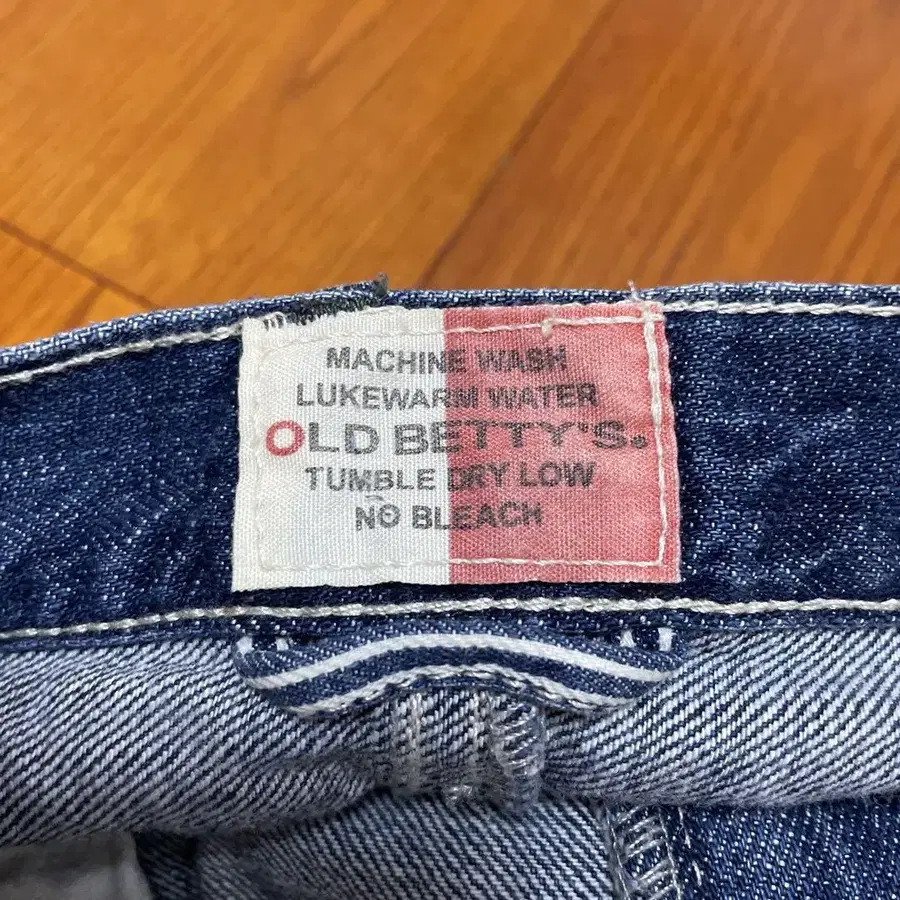 MACHINE WASH
LUKEWARM WATER
OLD BETTY'S.
TUMBLE DRY LOW
NO BLEACH